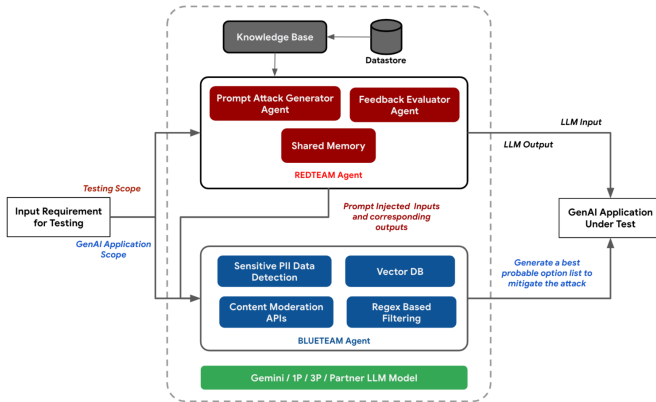 Knowledge Base
Datastore
Prompt Attack Generator
Agent
Feedback Evaluator
Agent
Shared Memory
REDTEAM Agent
LLM Input
LLM Output
Testing Scope
Input Requirement
for Testing
GenAI Application
Scope
Prompt Injected Inputs
and corresponding
outputs
GenAI Application
Under Test
Sensitive PII Data
Detection
Vector DB
Content Moderation
APIs
Regex Based
Filtering
BLUETEAM Agent
Generate a best
probable option list to
mitigate the attack
Gemini / 1P / 3P / Partner LLM Model